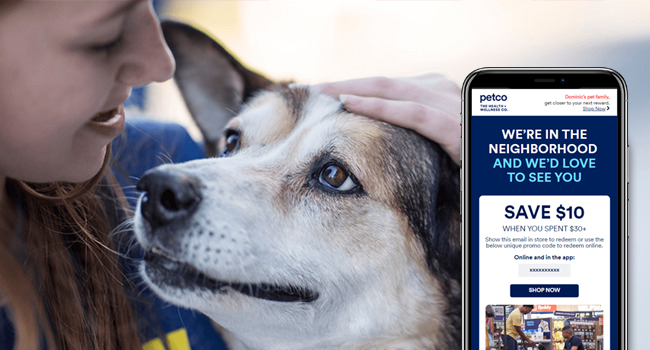 petco
THE HEALTH +
WELLNESS CO.
Dominic's pet family,
get closer to your next reward.
Shop Now >
WE'RE IN THE
NEIGHBORHOOD
AND WE'D LOVE
TO SEE YOU
SAVE $10
WHEN YOU SPENT $30+
Show this email in store to redeem or use the
below unique promo code to redeem online.
Online and in the app:
xxxxxxxxxx
SHOP NOW